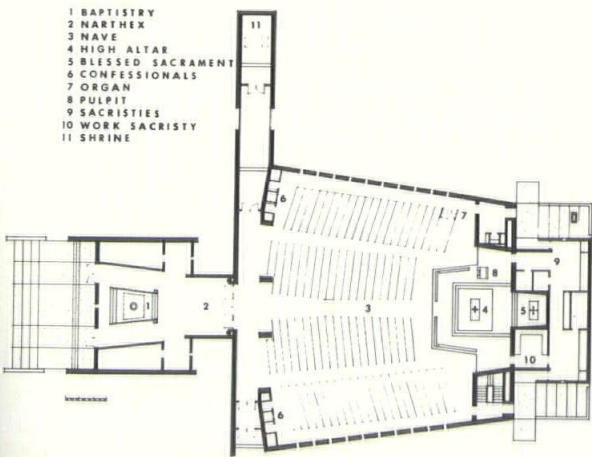 1 BAPTISTRY
2 NARTHEX
3 NAVE
4 HIGH ALTAR
5 BLESSED SACRAMENT
6 CONFESSIONALS
7 ORGAN
8 PULPIT
9 SACRISTIES
10 WORK SACRISTY
11 SHRINE
11
6
7
9
8
1
2
3
4
5
10
6